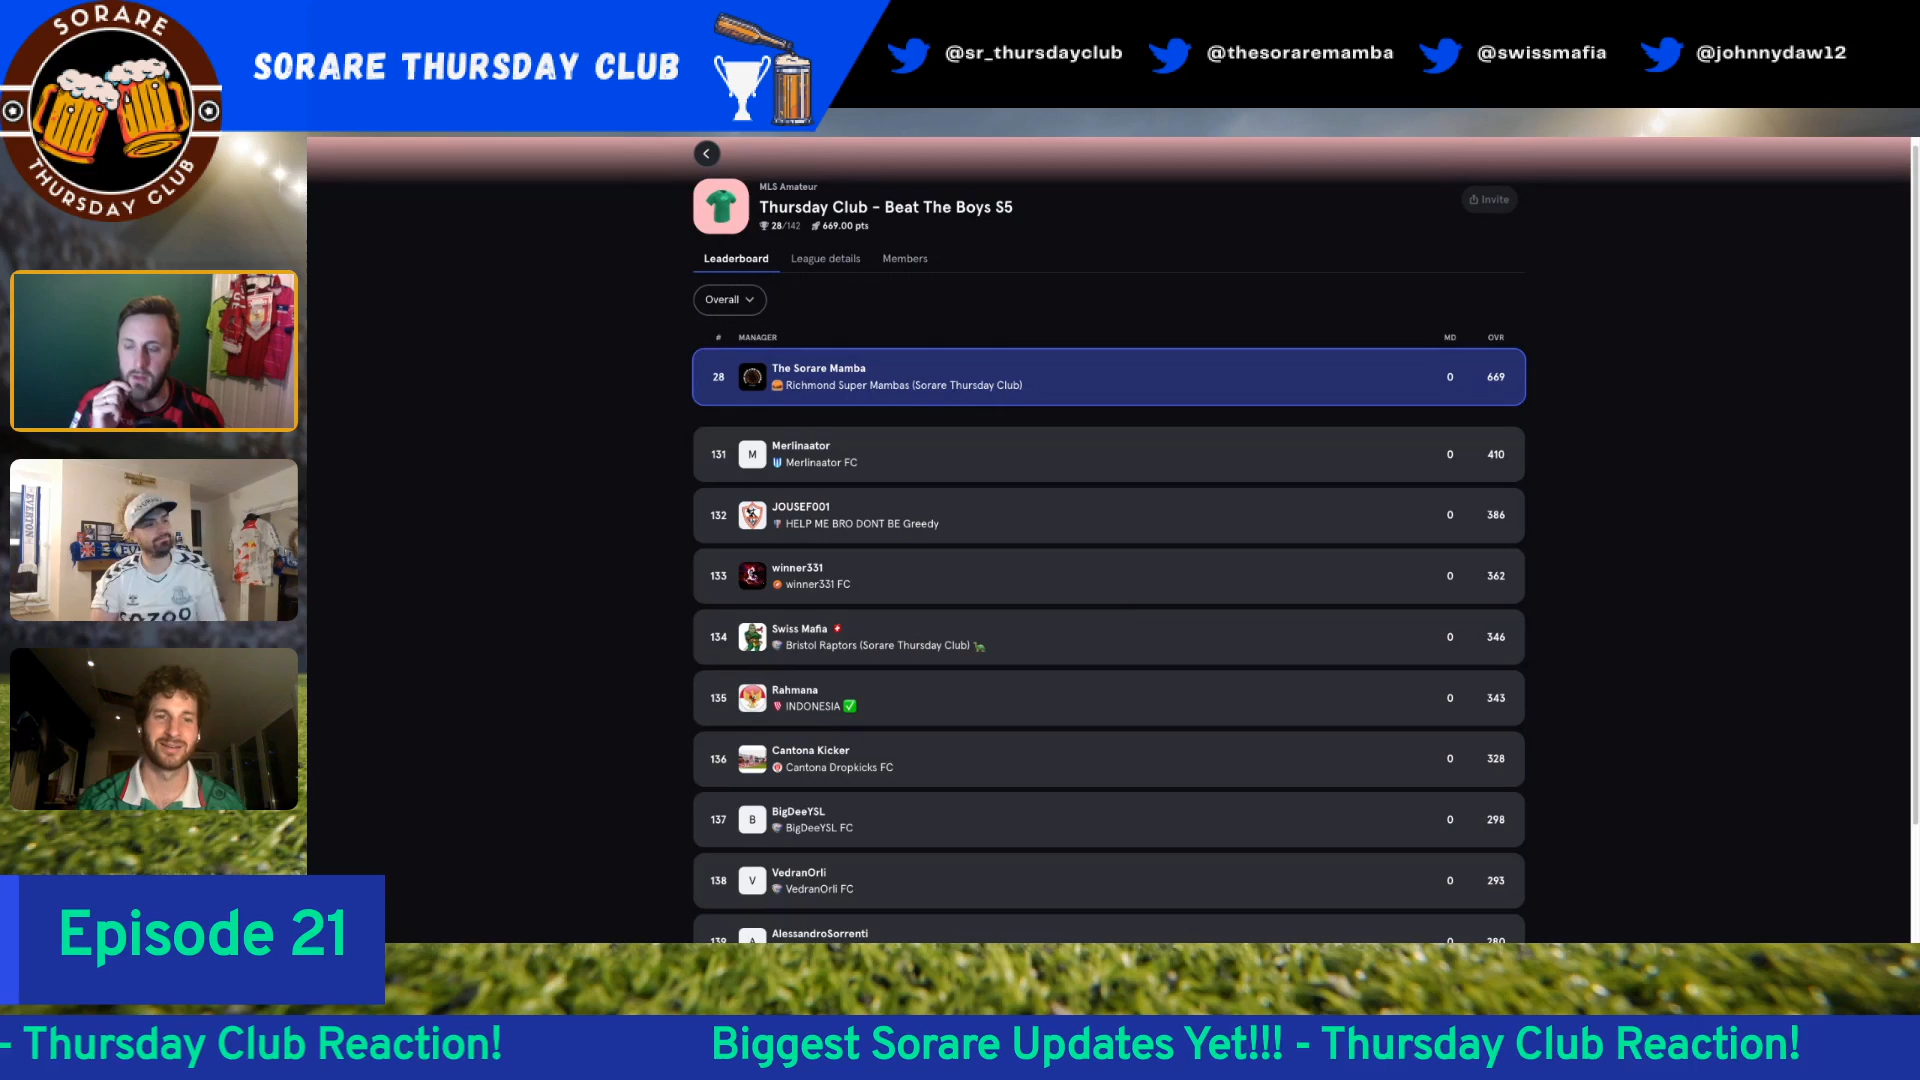 SORARE
THURSDAY CLUB
SORARE THURSDAY CLUB
@sr_thursdayclub
@thesoraremamba
@swissmafia
@johnnydaw12
MLS Amateur
Thursday Club - Beat The Boys S5
28/142 669.00 pts
Invite
Leaderboard League details Members
Overall
# MANAGER MD OVR
28 The Sorare Mamba 0 669
Richmond Super Mambas (Sorare Thursday Club)
131 M Merlinaator 0 410
Merlinaator FC
132 JOUSEF001 0 386
HELP ME BRO DONT BE Greedy
133 winner331 0 362
winner331 FC
134 Swiss Mafia 0 346
Bristol Raptors (Sorare Thursday Club)
135 Rahmana 0 343
INDONESIA
136 Cantona Kicker 0 328
Cantona Dropkicks FC
137 B BigDeeYSL 0 298
BigDeeYSL FC
138 V VedranOrli 0 293
VedranOrli FC
139 A AlessandroSorrenti 0 280
EVERTON
cazoo
Episode 21
- Thursday Club Reaction!
Biggest Sorare Updates Yet!!! - Thursday Club Reaction!